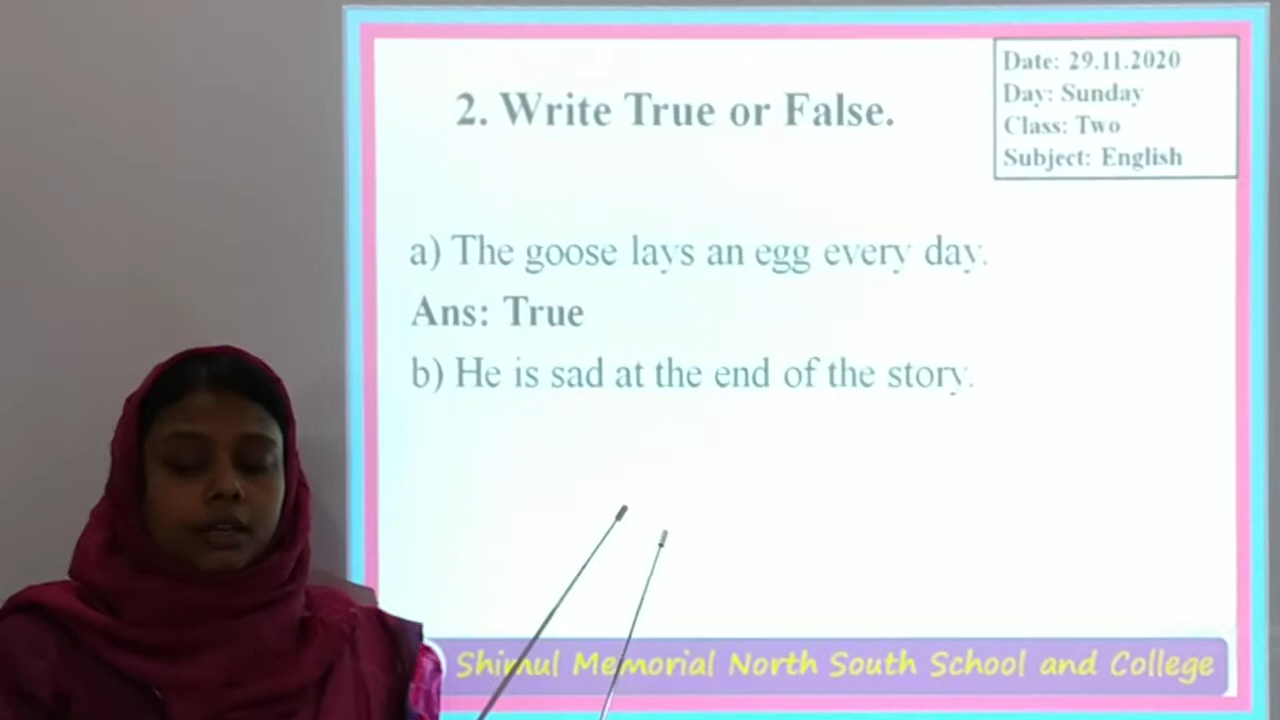 Date: 29.11.2020
Day: Sunday
Class: Two
Subject: English
2. Write True or False.
a) The goose lays an egg every day.
Ans: True
b) He is sad at the end of the story.
Shimul Memorial North South School and College